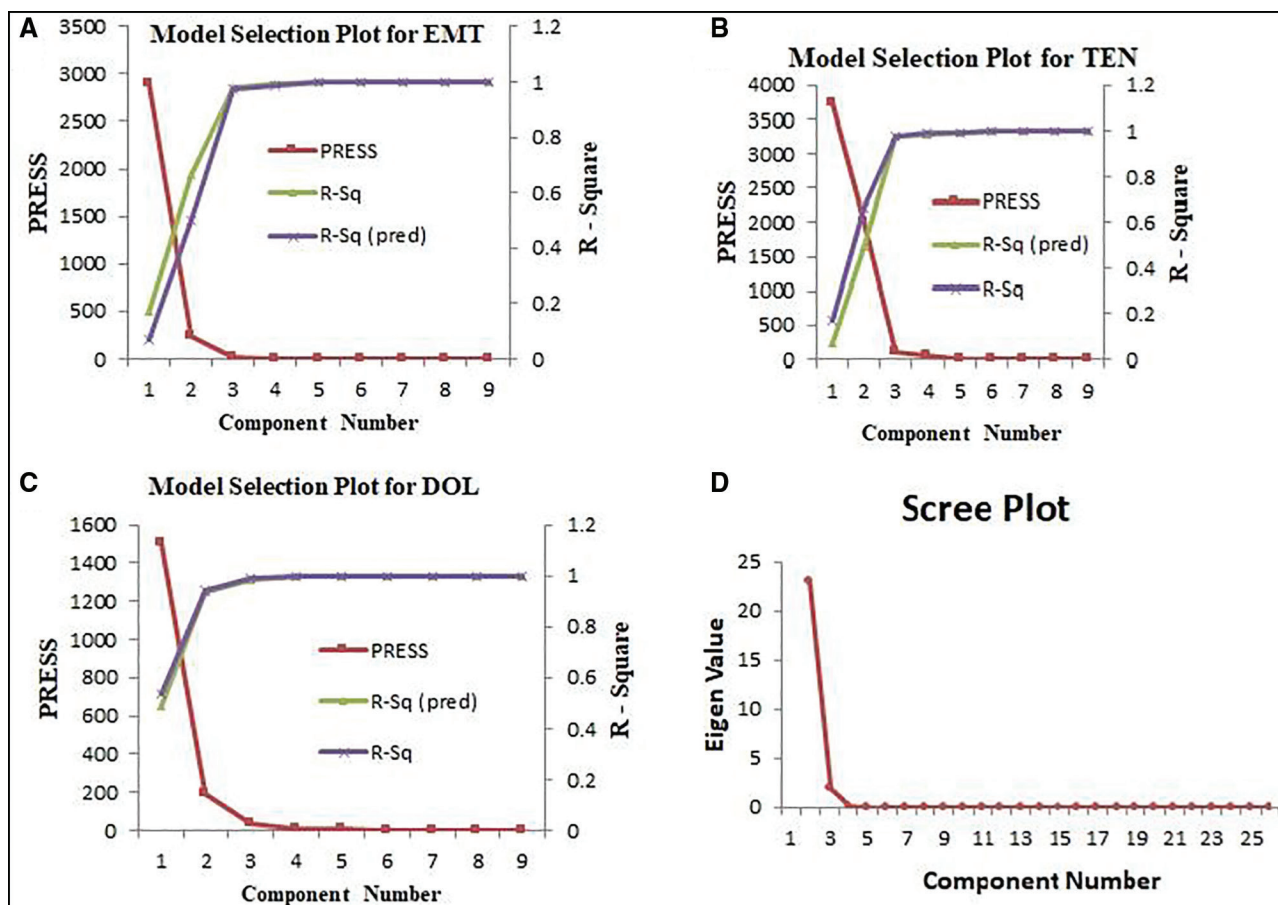 A
Model Selection Plot for EMT
3500
3000
2500
2000
1500
1000
500
0
PRESS
1.2
1
0.8
0.6
0.4
0.2
0
R - Square
PRESS
R-Sq
R-Sq (pred)
1 2 3 4 5 6 7 8 9
Component Number
B
Model Selection Plot for TEN
4000
3500
3000
2500
2000
1500
1000
500
0
PRESS
1.2
1
0.8
0.6
0.4
0.2
0
R - Square
PRESS
R-Sq (pred)
R-Sq
1 2 3 4 5 6 7 8 9
Component Number
C
Model Selection Plot for DOL
1600
1400
1200
1000
800
600
400
200
0
PRESS
1.2
1
0.8
0.6
0.4
0.2
0
R - Square
PRESS
R-Sq (pred)
R-Sq
1 2 3 4 5 6 7 8 9
Component Number
D
Scree Plot
25
20
15
10
5
0
Eigen Value
1 3 5 7 9 11 13 15 17 19 21 23 25
Component Number